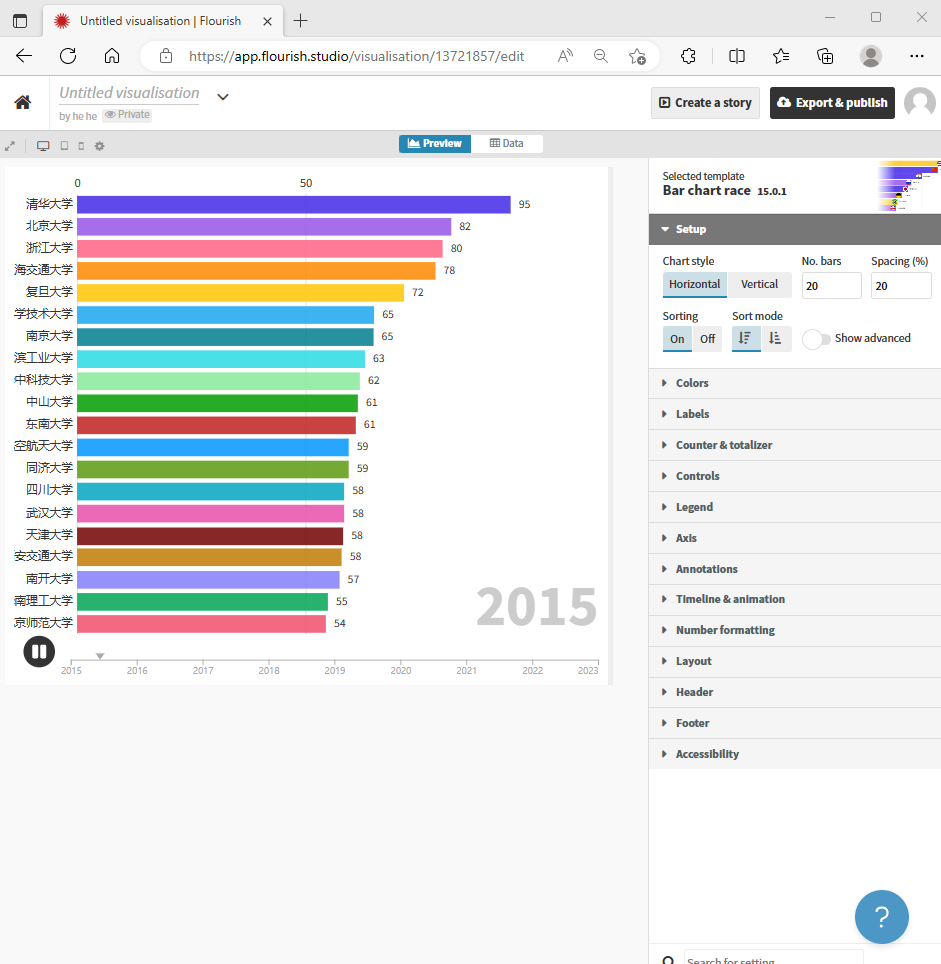 Untitled visualisation | Flourish
https://app.flourish.studio/visualisation/13721857/edit
Untitled visualisation
by he he Private
Create a story
Export & publish
Preview
Data
0 50
清华大学 95
北京大学 82
浙江大学 80
海交通大学 78
复旦大学 72
学技术大学 65
南京大学 65
滨工业大学 63
中科技大学 62
中山大学 61
东南大学 61
空航天大学 59
同济大学 59
四川大学 58
武汉大学 58
天津大学 58
安交通大学 58
南开大学 57
南理工大学 55
京师范大学 54
2015
2015 2016 2017 2018 2019 2020 2021 2022 2023
Selected template
Bar chart race 15.0.1
Setup
Chart style No. bars Spacing (%)
Horizontal Vertical 20 20
Sorting Sort mode
On Off Show advanced
Colors
Labels
Counter & totalizer
Controls
Legend
Axis
Annotations
Timeline & animation
Number formatting
Layout
Header
Footer
Accessibility
?
Search for setting